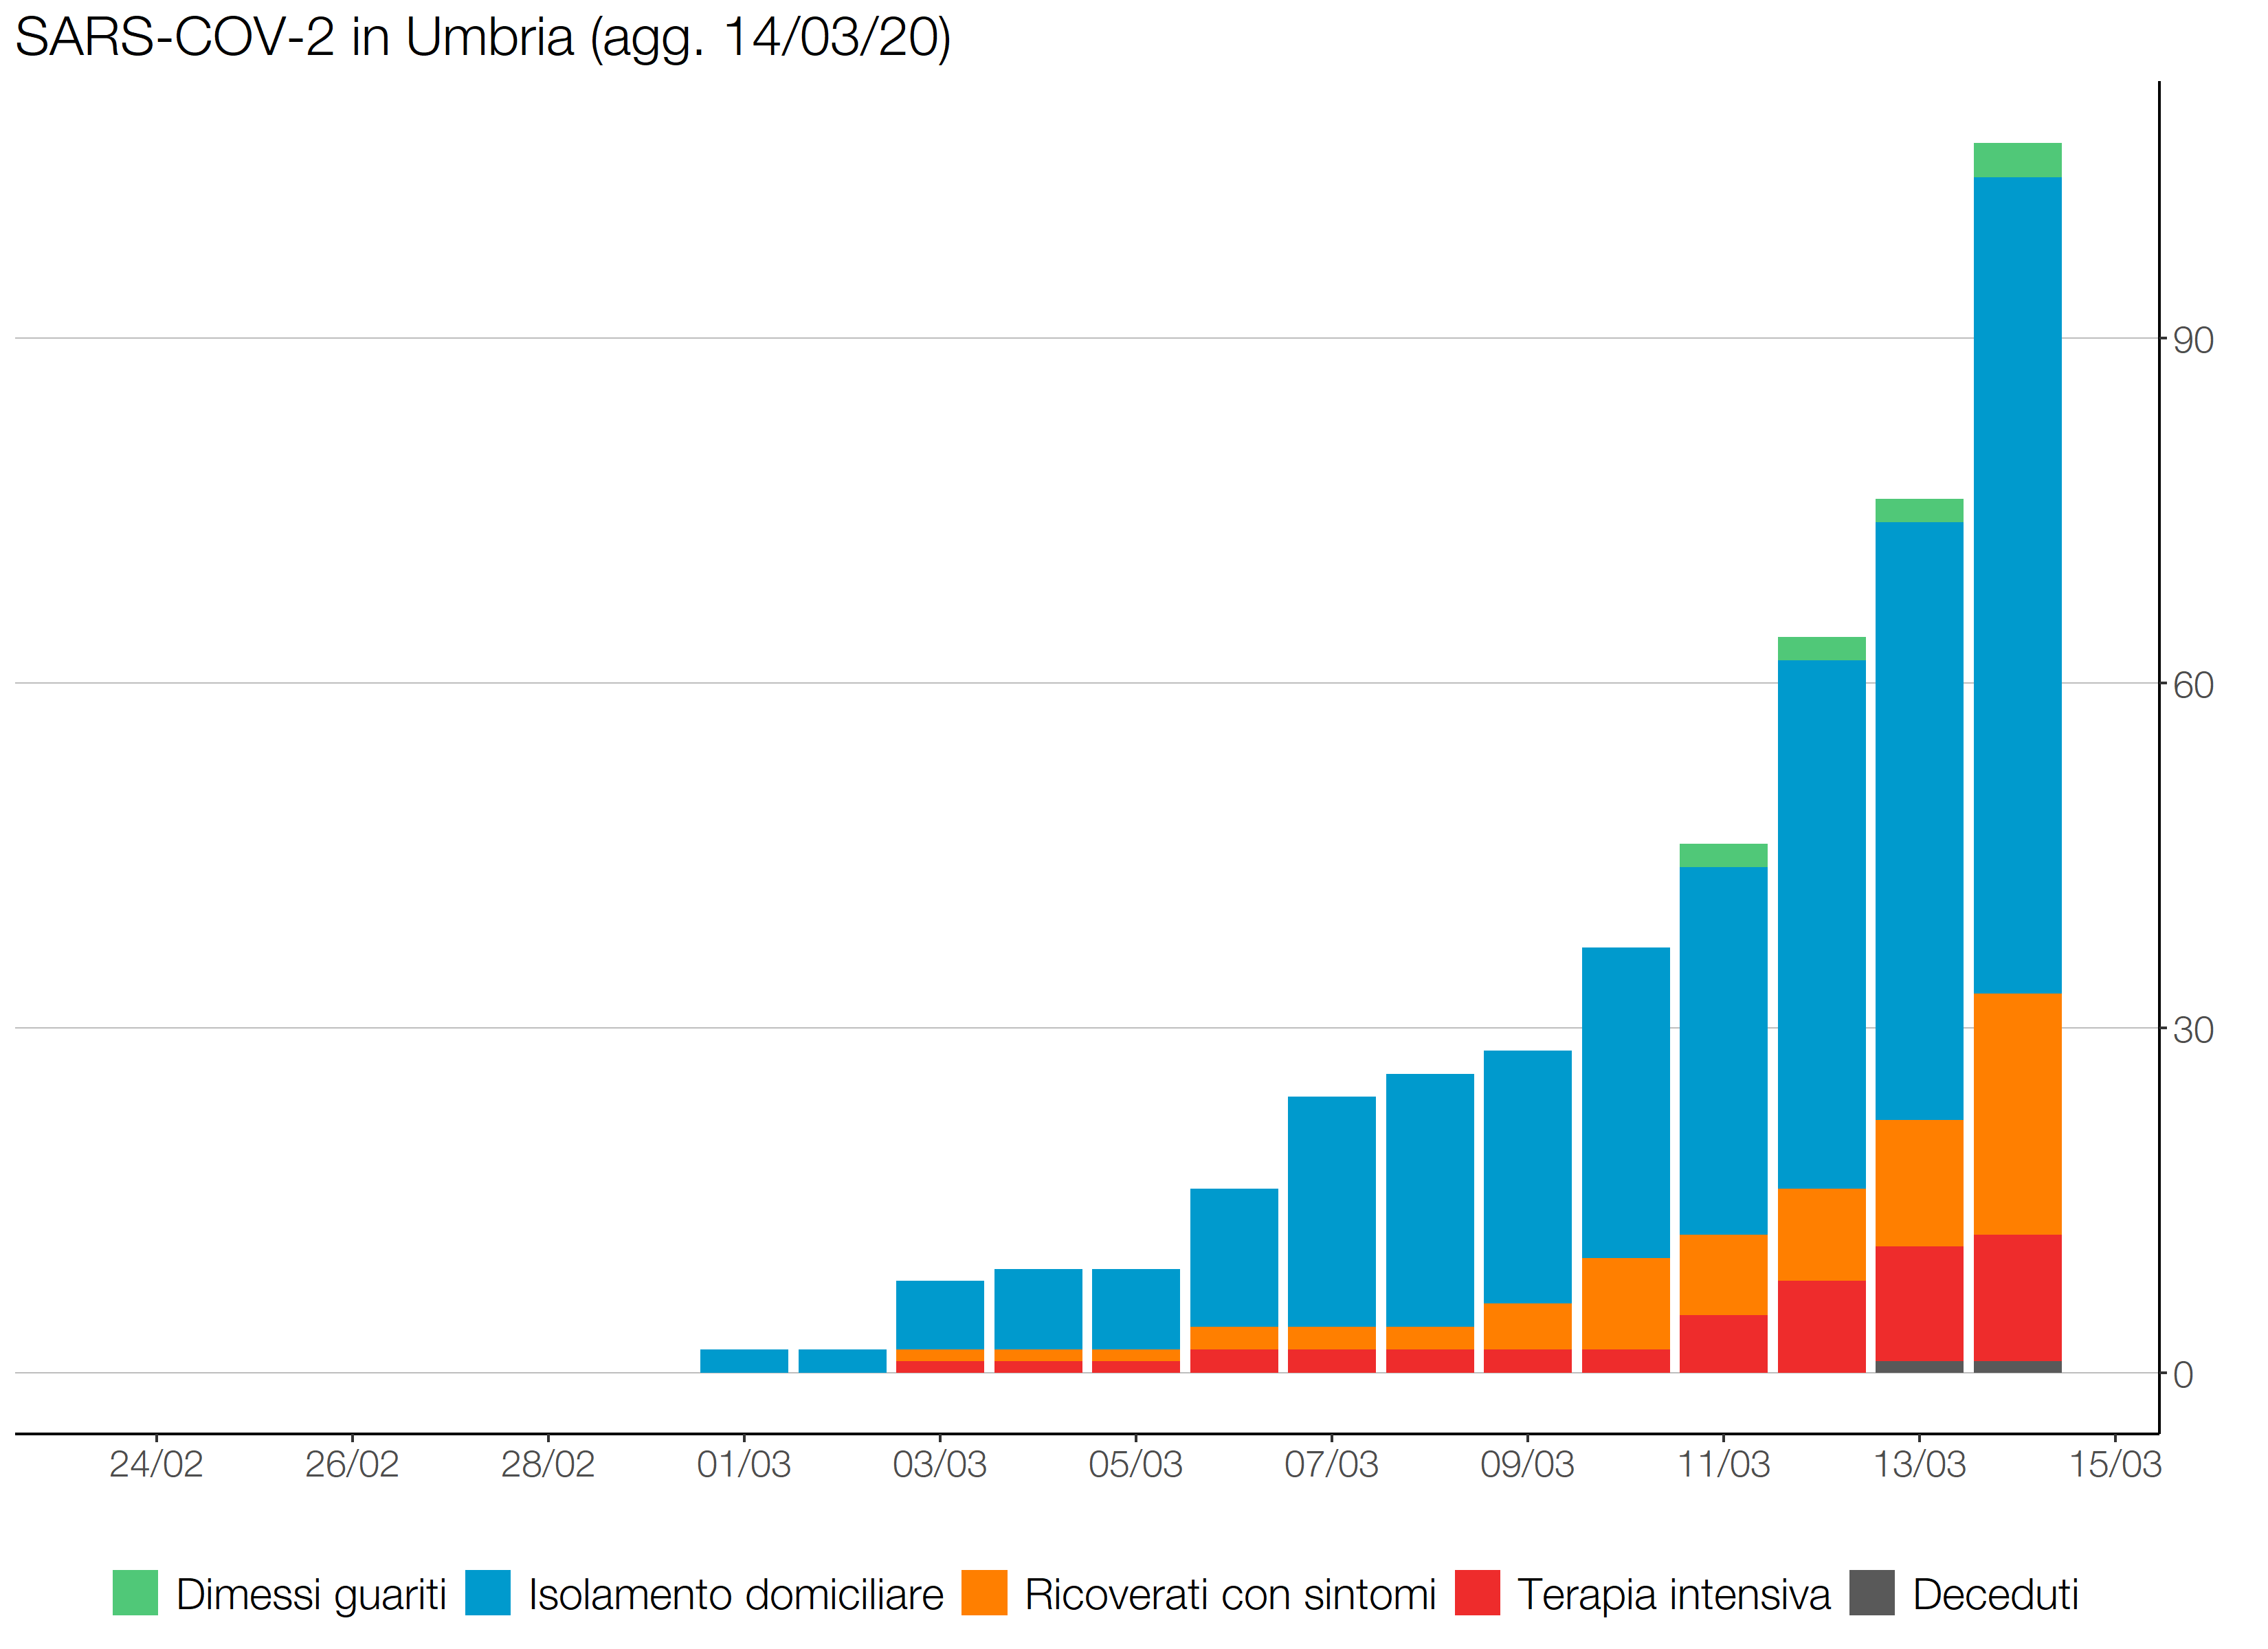 SARS-COV-2 in Umbria (agg. 14/03/20)
90
60
30
0
24/02 26/02 28/02 01/03 03/03 05/03 07/03 09/03 11/03 13/03 15/03
Dimessi guariti Isolamento domiciliare Ricoverati con sintomi Terapia intensiva Deceduti